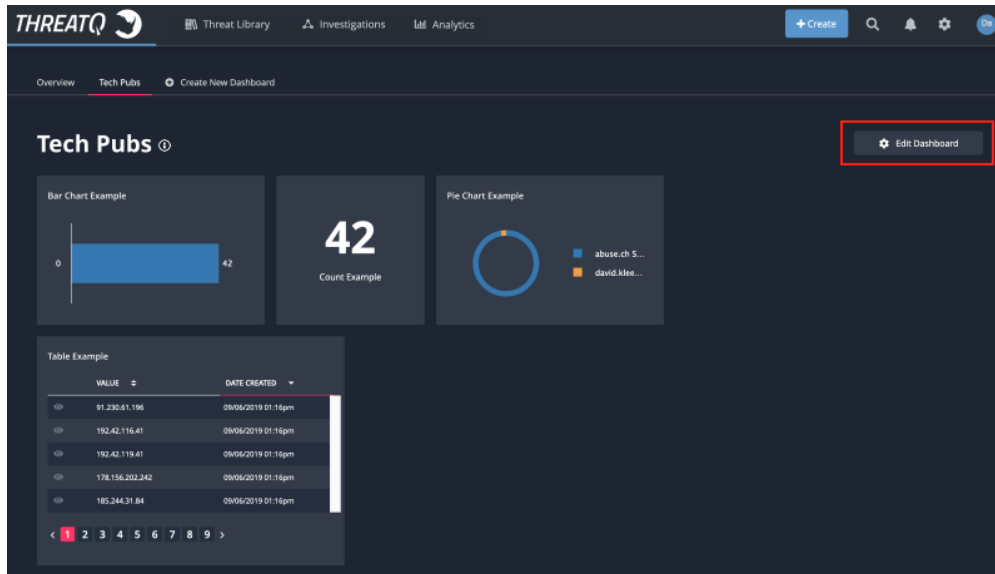 THREATQ Threat Library Investigations Analytics + Create Da
Overview Tech Pubs Create New Dashboard
Tech Pubs
Edit Dashboard
Bar Chart Example
0 42
42
Count Example
Pie Chart Example
abuse.ch S...
david.klee...
Table Example
VALUE DATE CREATED
91.230.61.196 09/06/2019 01:16pm
192.42.116.41 09/06/2019 01:16pm
192.42.119.41 09/06/2019 01:16pm
178.156.202.242 09/06/2019 01:16pm
185.244.31.84 09/06/2019 01:16pm
< 1 2 3 4 5 6 7 8 9 >